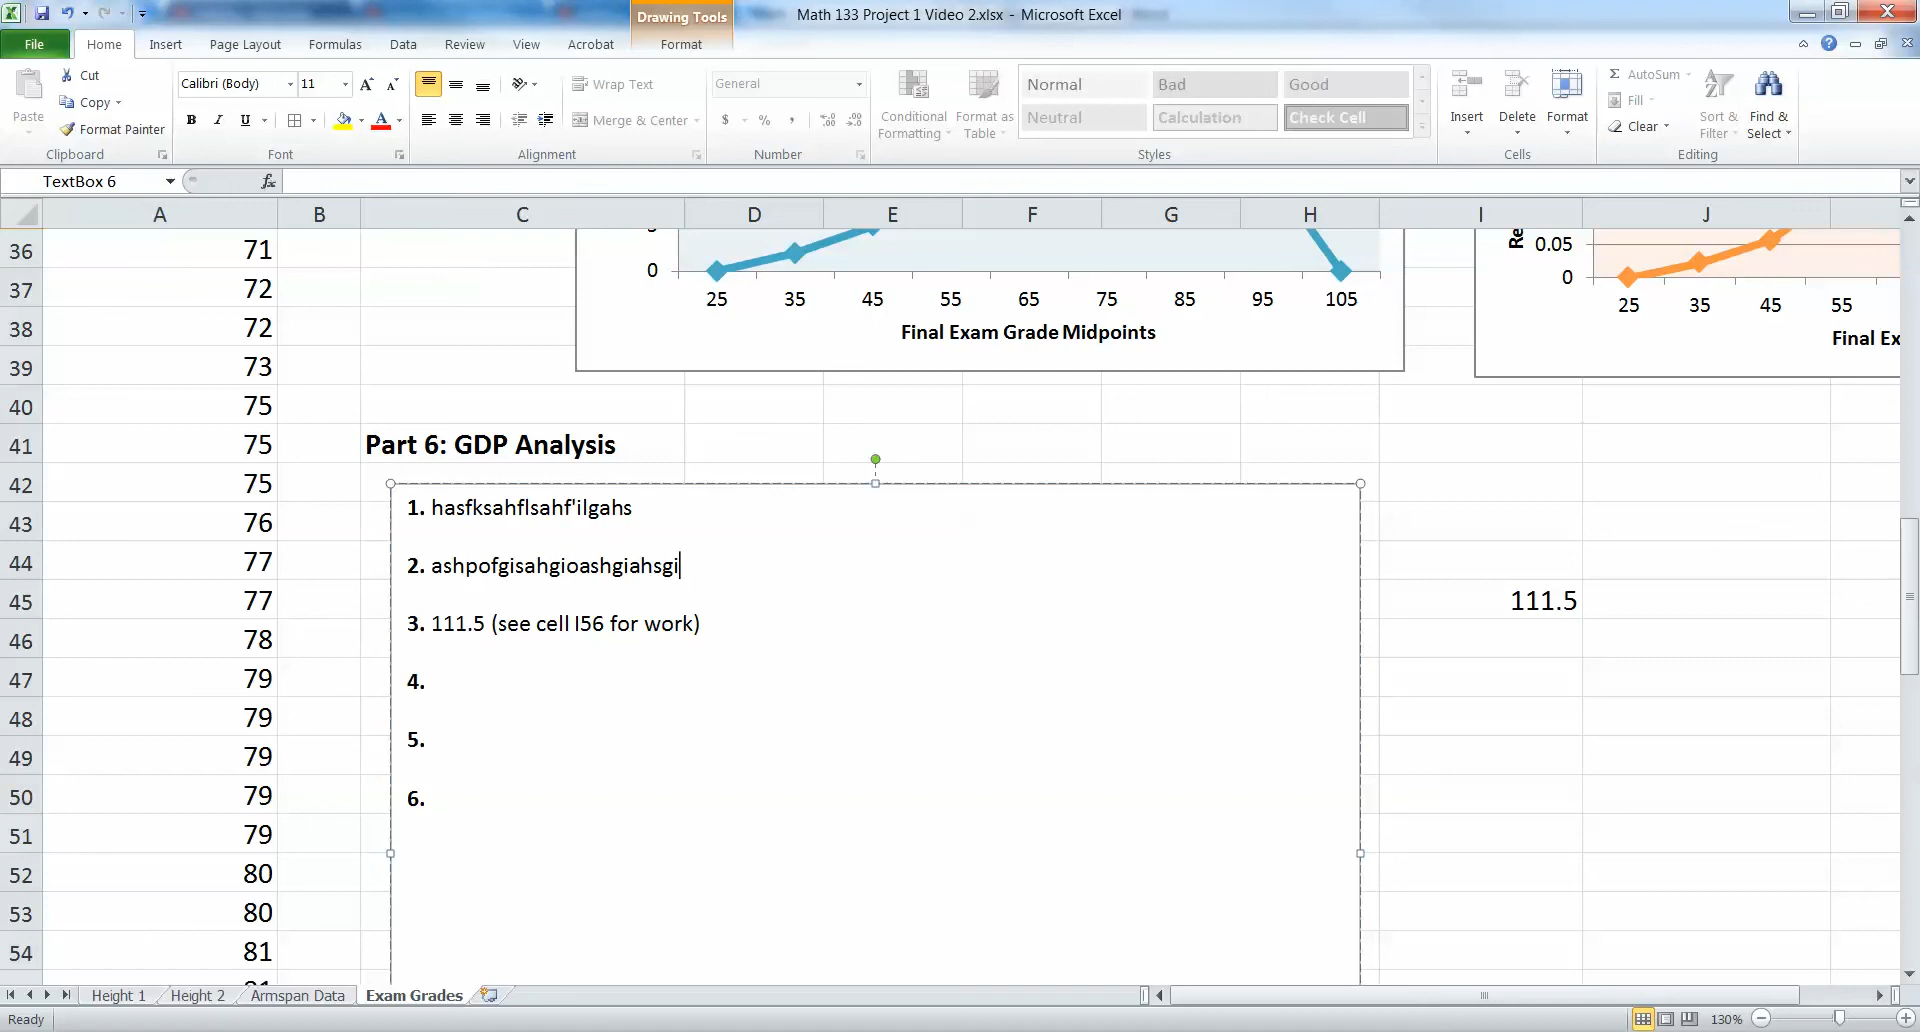 Drawing Tools
Math 133 Project 1 Video 2.xlsx - Microsoft Excel
File Home Insert Page Layout Formulas Data Review View Acrobat Format
Paste
Cut
Copy
Format Painter
Clipboard
Calibri (Body) 11
B I U
Font
Wrap Text
Merge & Center
Alignment
General
$ % ,
Number
Conditional Formatting
Format as Table
Normal Bad Good
Neutral Calculation Check Cell
Styles
Insert Delete Format
Cells
AutoSum
Fill
Clear
Sort & Filter
Find & Select
Editing
TextBox 6
fx
A B C D E F G H I J
36 71
37 72
38 72
39 73
40 75
41 75
42 75
43 76
44 77
45 77
46 78
47 79
48 79
49 79
50 79
51 79
52 80
53 80
54 81
0
25 35 45 55 65 75 85 95 105
Final Exam Grade Midpoints
Re
0.05
0
25 35 45 55
Final Ex
Part 6: GDP Analysis
1. hasfksahflsahf'ilgahs
2. ashpofgisahgioashgiahsgi
3. 111.5 (see cell I56 for work)
4.
5.
6.
111.5
Height 1 Height 2 Armspan Data Exam Grades
Ready
130%